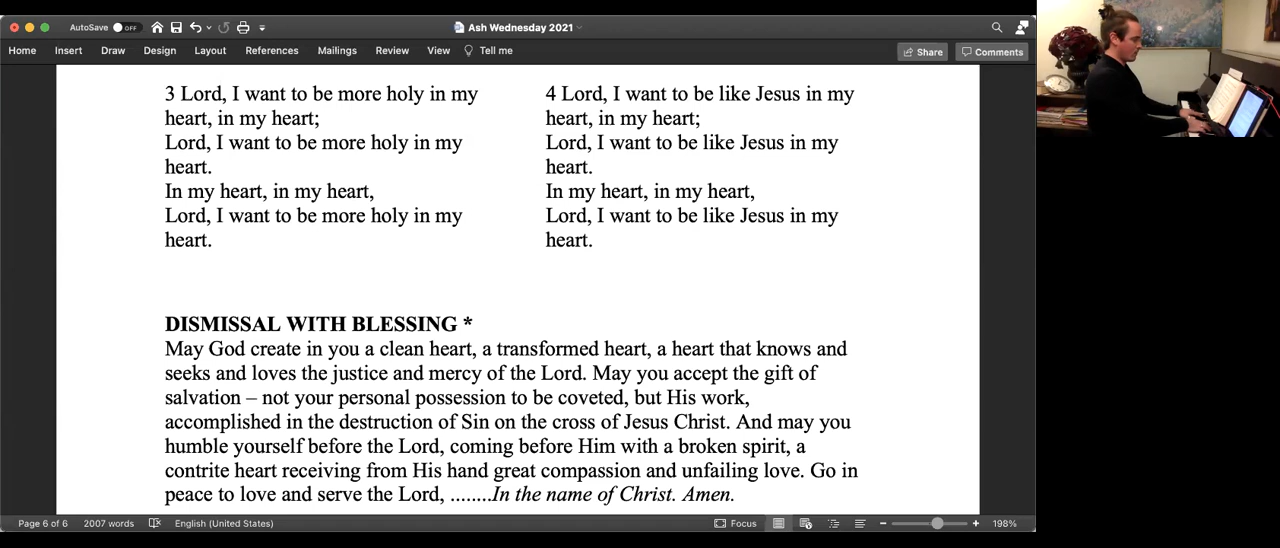 AutoSave OFF
Ash Wednesday 2021
Home Insert Draw Design Layout References Mailings Review View Tell me Share Comments
3 Lord, I want to be more holy in my
heart, in my heart;
Lord, I want to be more holy in my
heart.
In my heart, in my heart,
Lord, I want to be more holy in my
heart.
4 Lord, I want to be like Jesus in my
heart, in my heart;
Lord, I want to be like Jesus in my
heart.
In my heart, in my heart,
Lord, I want to be like Jesus in my
heart.
DISMISSAL WITH BLESSING *
May God create in you a clean heart, a transformed heart, a heart that knows and
seeks and loves the justice and mercy of the Lord. May you accept the gift of
salvation – not your personal possession to be coveted, but His work,
accomplished in the destruction of Sin on the cross of Jesus Christ. And may you
humble yourself before the Lord, coming before Him with a broken spirit, a
contrite heart receiving from His hand great compassion and unfailing love. Go in
peace to love and serve the Lord, ........In the name of Christ. Amen.
Page 6 of 6 2007 words English (United States) Focus 198%